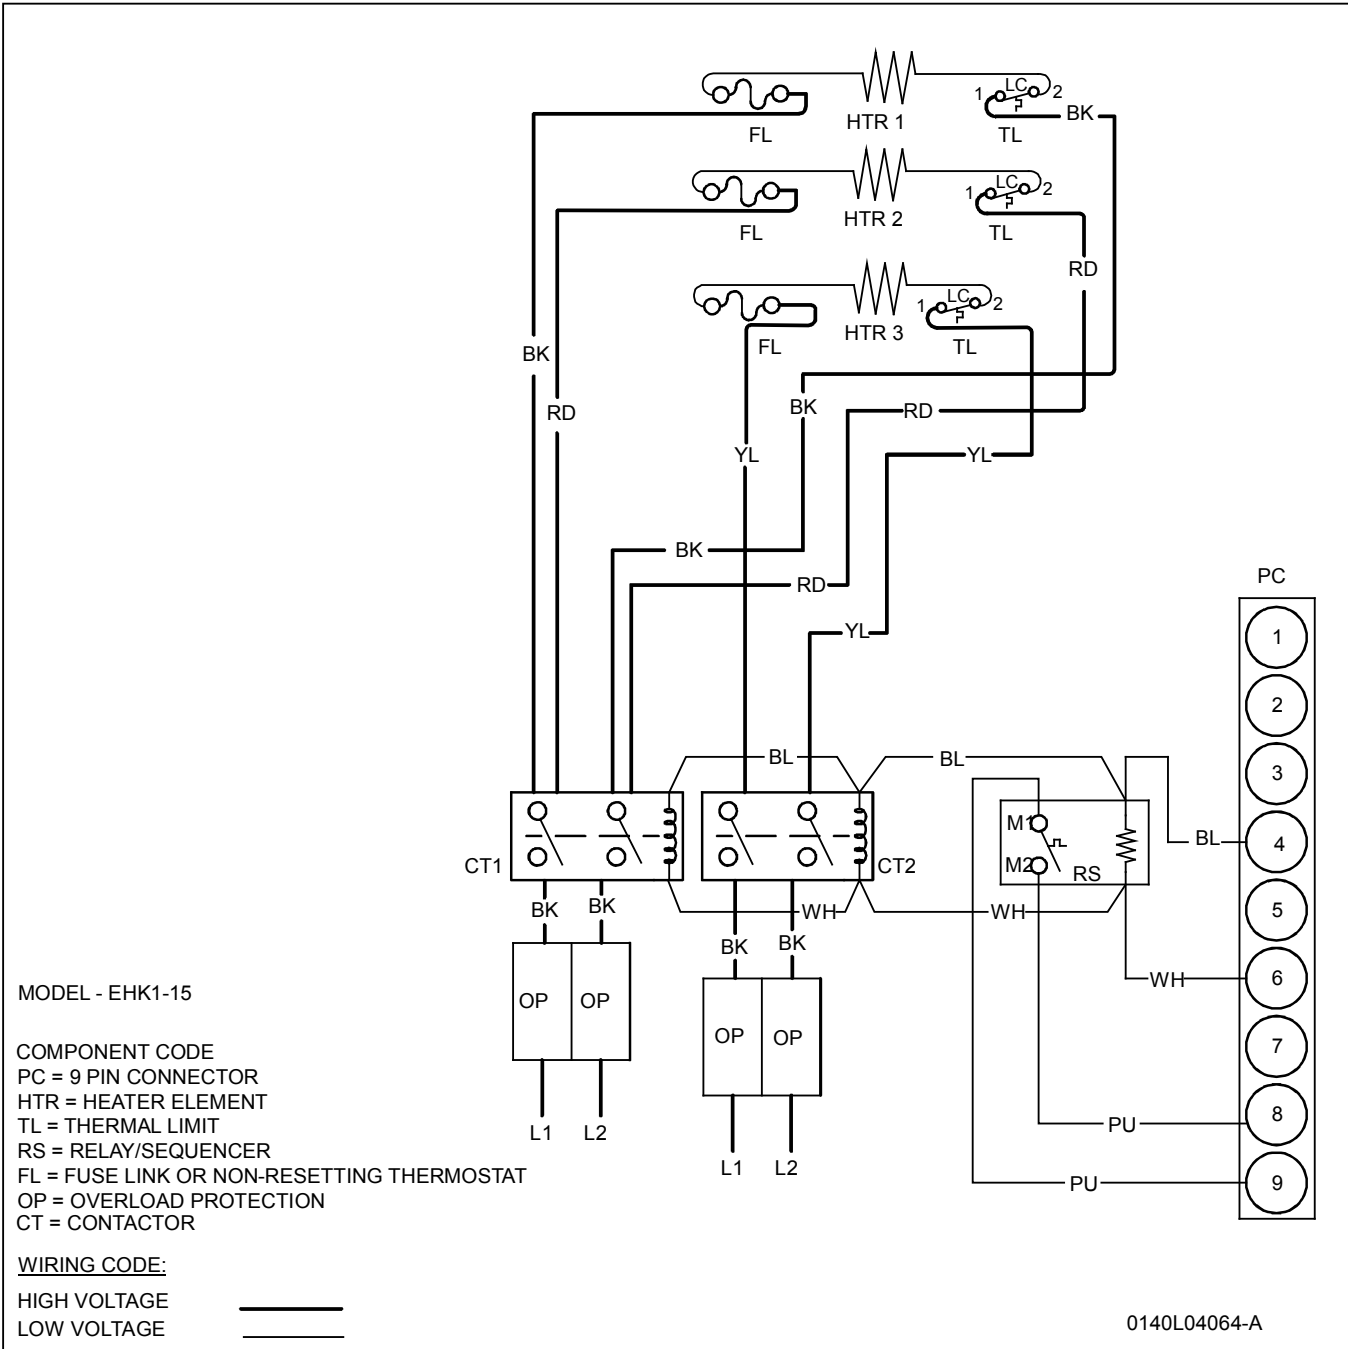 LC
1
2
BK
FL
HTR 1
TL
LC
1
2
FL
HTR 2
TL
RD
LC
1
2
FL
HTR 3
TL
BK
RD
BK
RD
YL
YL
BK
RD
YL
PC
1
2
3
4
5
6
7
8
9
BL
BL
BL
M1
M2
RS
CT1
CT2
BK
BK
WH
WH
BK
BK
WH
OP
OP
OP
OP
L1
L2
L1
L2
PU
PU
MODEL - EHK1-15
COMPONENT CODE
PC = 9 PIN CONNECTOR
HTR = HEATER ELEMENT
TL = THERMAL LIMIT
RS = RELAY/SEQUENCER
FL = FUSE LINK OR NON-RESETTING THERMOSTAT
OP = OVERLOAD PROTECTION
CT = CONTACTOR
WIRING CODE:
HIGH VOLTAGE
LOW VOLTAGE
0140L04064-A